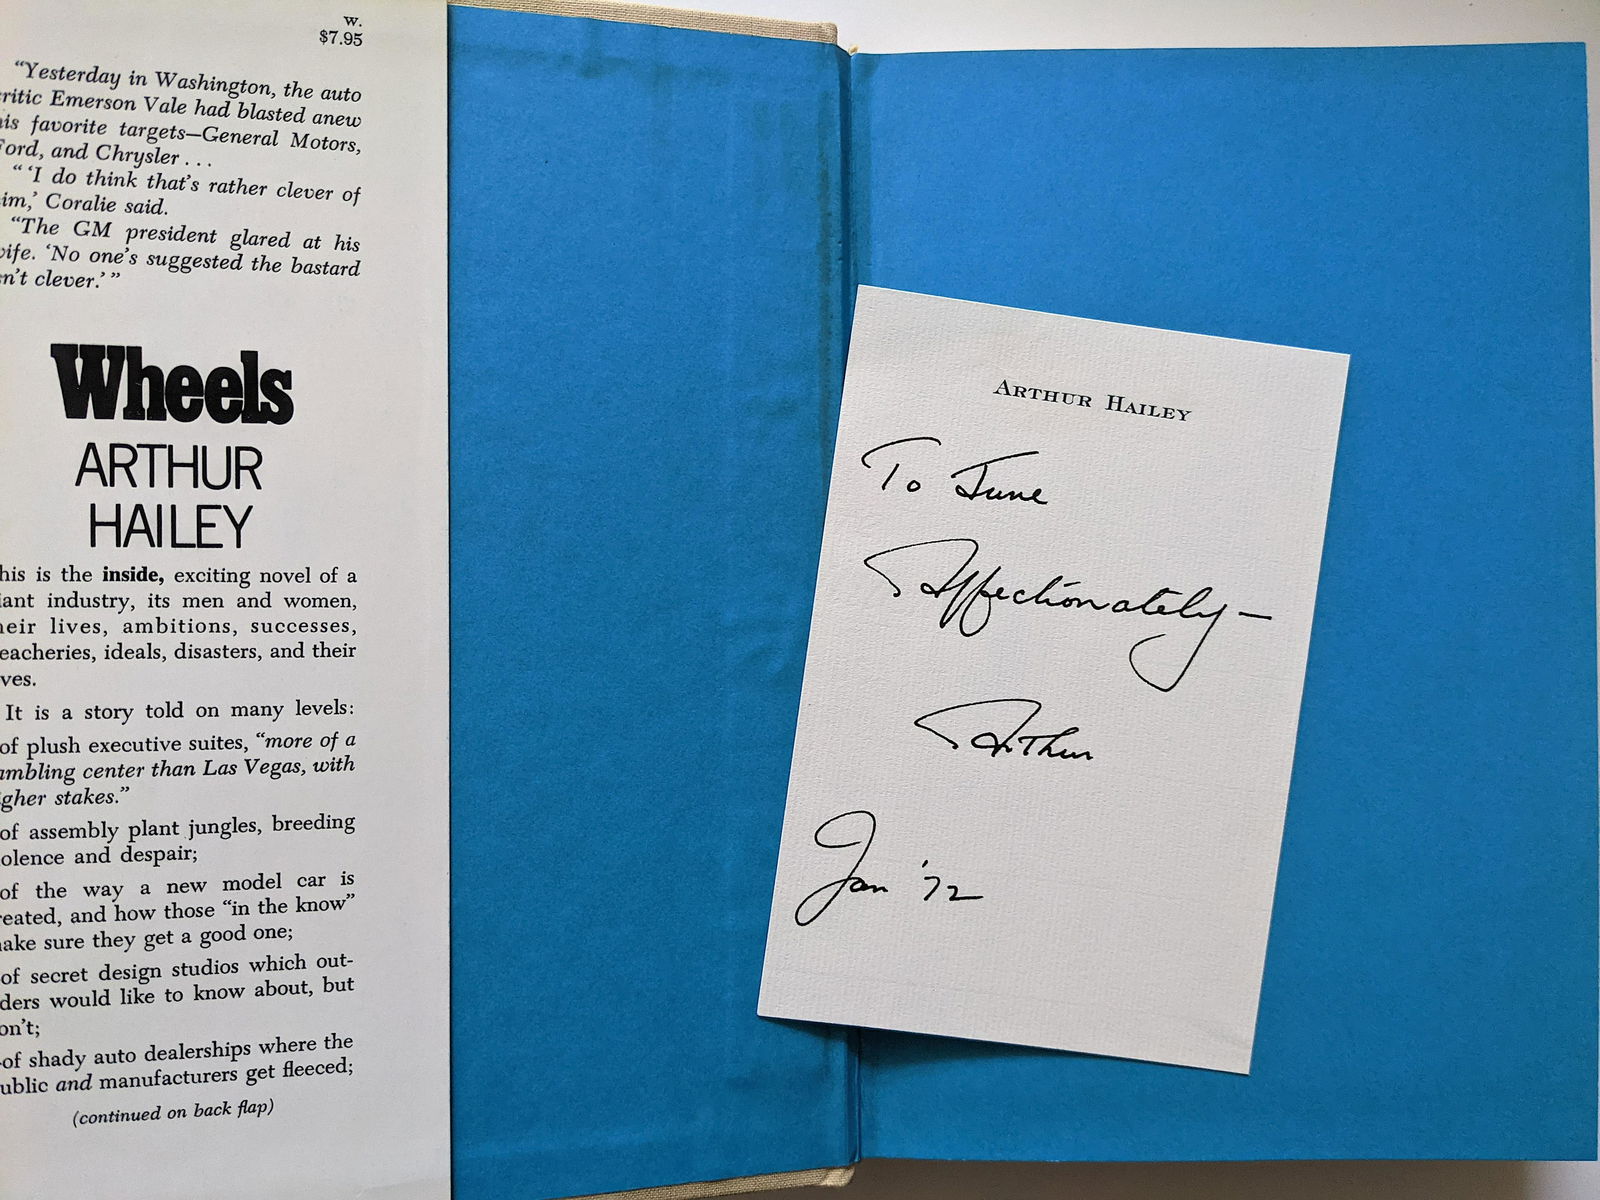 W.
$7.95
"Yesterday in Washington, the auto
ritic Emerson Vale had blasted anew
is favorite targets—General Motors,
Ford, and Chrysler . . .
" 'I do think that's rather clever of
im,' Coralie said.
"The GM president glared at his
wife. 'No one's suggested the bastard
n't clever.' "
Wheels
ARTHUR
HAILEY
his is the inside, exciting novel of a
iant industry, its men and women,
heir lives, ambitions, successes,
eacheries, ideals, disasters, and their
ves.
It is a story told on many levels:
of plush executive suites, "more of a
ambling center than Las Vegas, with
gher stakes."
of assembly plant jungles, breeding
olence and despair;
of the way a new model car is
reated, and how those "in the know"
make sure they get a good one;
of secret design studios which out-
ders would like to know about, but
on't;
-of shady auto dealerships where the
ublic and manufacturers get fleeced;
(continued on back flap)
ARTHUR HAILEY
To June
Affectionately—
Arthur
Jan '72